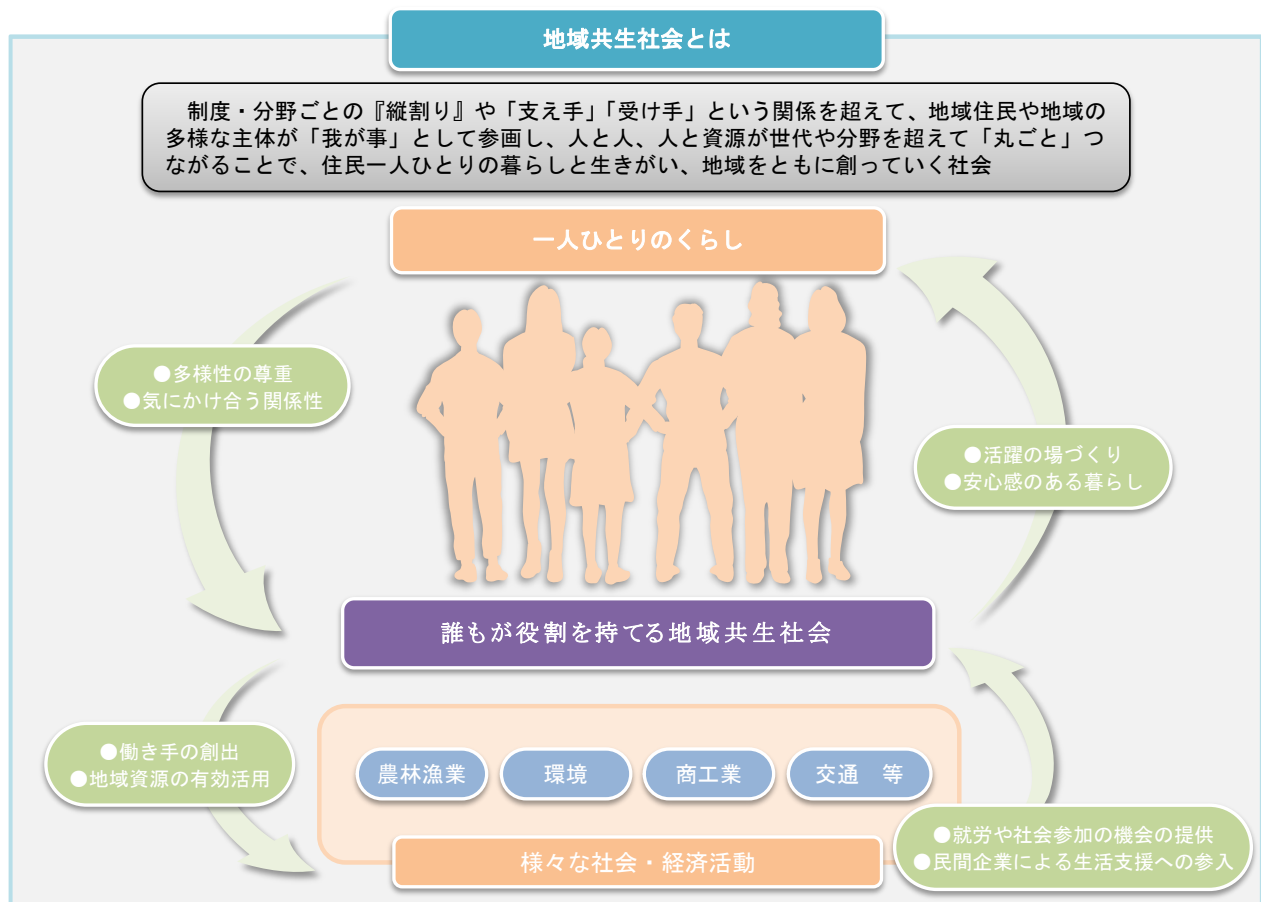 地域共生社会とは
制度・分野ごとの『縦割り』や「支え手」「受け手」という関係を超えて、地域住民や地域の
多様な主体が「我が事」として参画し、人と人、人と資源が世代や分野を超えて「丸ごと」つ
ながることで、住民一人ひとりの暮らしと生きがい、地域をともに創っていく社会
一人ひとりのくらし
●多様性の尊重
●気にかけ合う関係性
●活躍の場づくり
●安心感のある暮らし
誰もが役割を持てる地域共生社会
●働き手の創出
●地域資源の有効活用
農林漁業
環境
商工業
交通 等
●就労や社会参加の機会の提供
●民間企業による生活支援への参入
様々な社会・経済活動